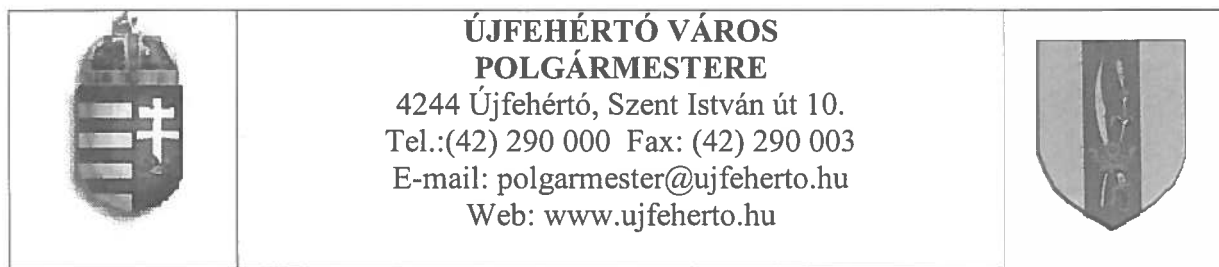 ÚJFEHÉRTÓ VÁROS
POLGÁRMESTERE
4244 Újfehértó, Szent István út 10.
Tel.:(42) 290 000 Fax: (42) 290 003
E-mail: polgarmester@ujfeherto.hu
Web: www.ujfeherto.hu